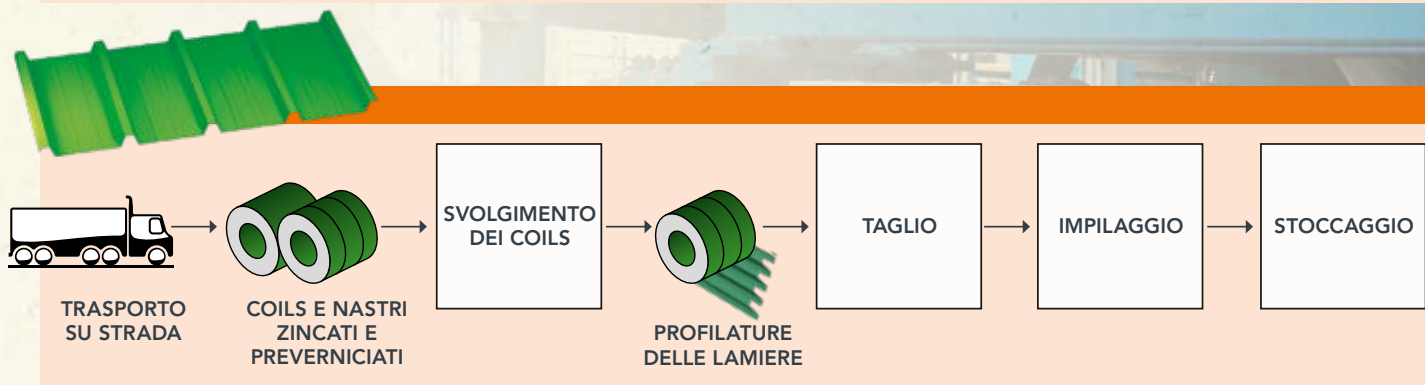 TRASPORTO
SU STRADA
COILS E NASTRI
ZINCATI E
PREVERNICIATI
SVOLGIMENTO
DEI COILS
PROFILATURE
DELLE LAMIERE
TAGLIO
IMPILAGGIO
STOCCAGGIO